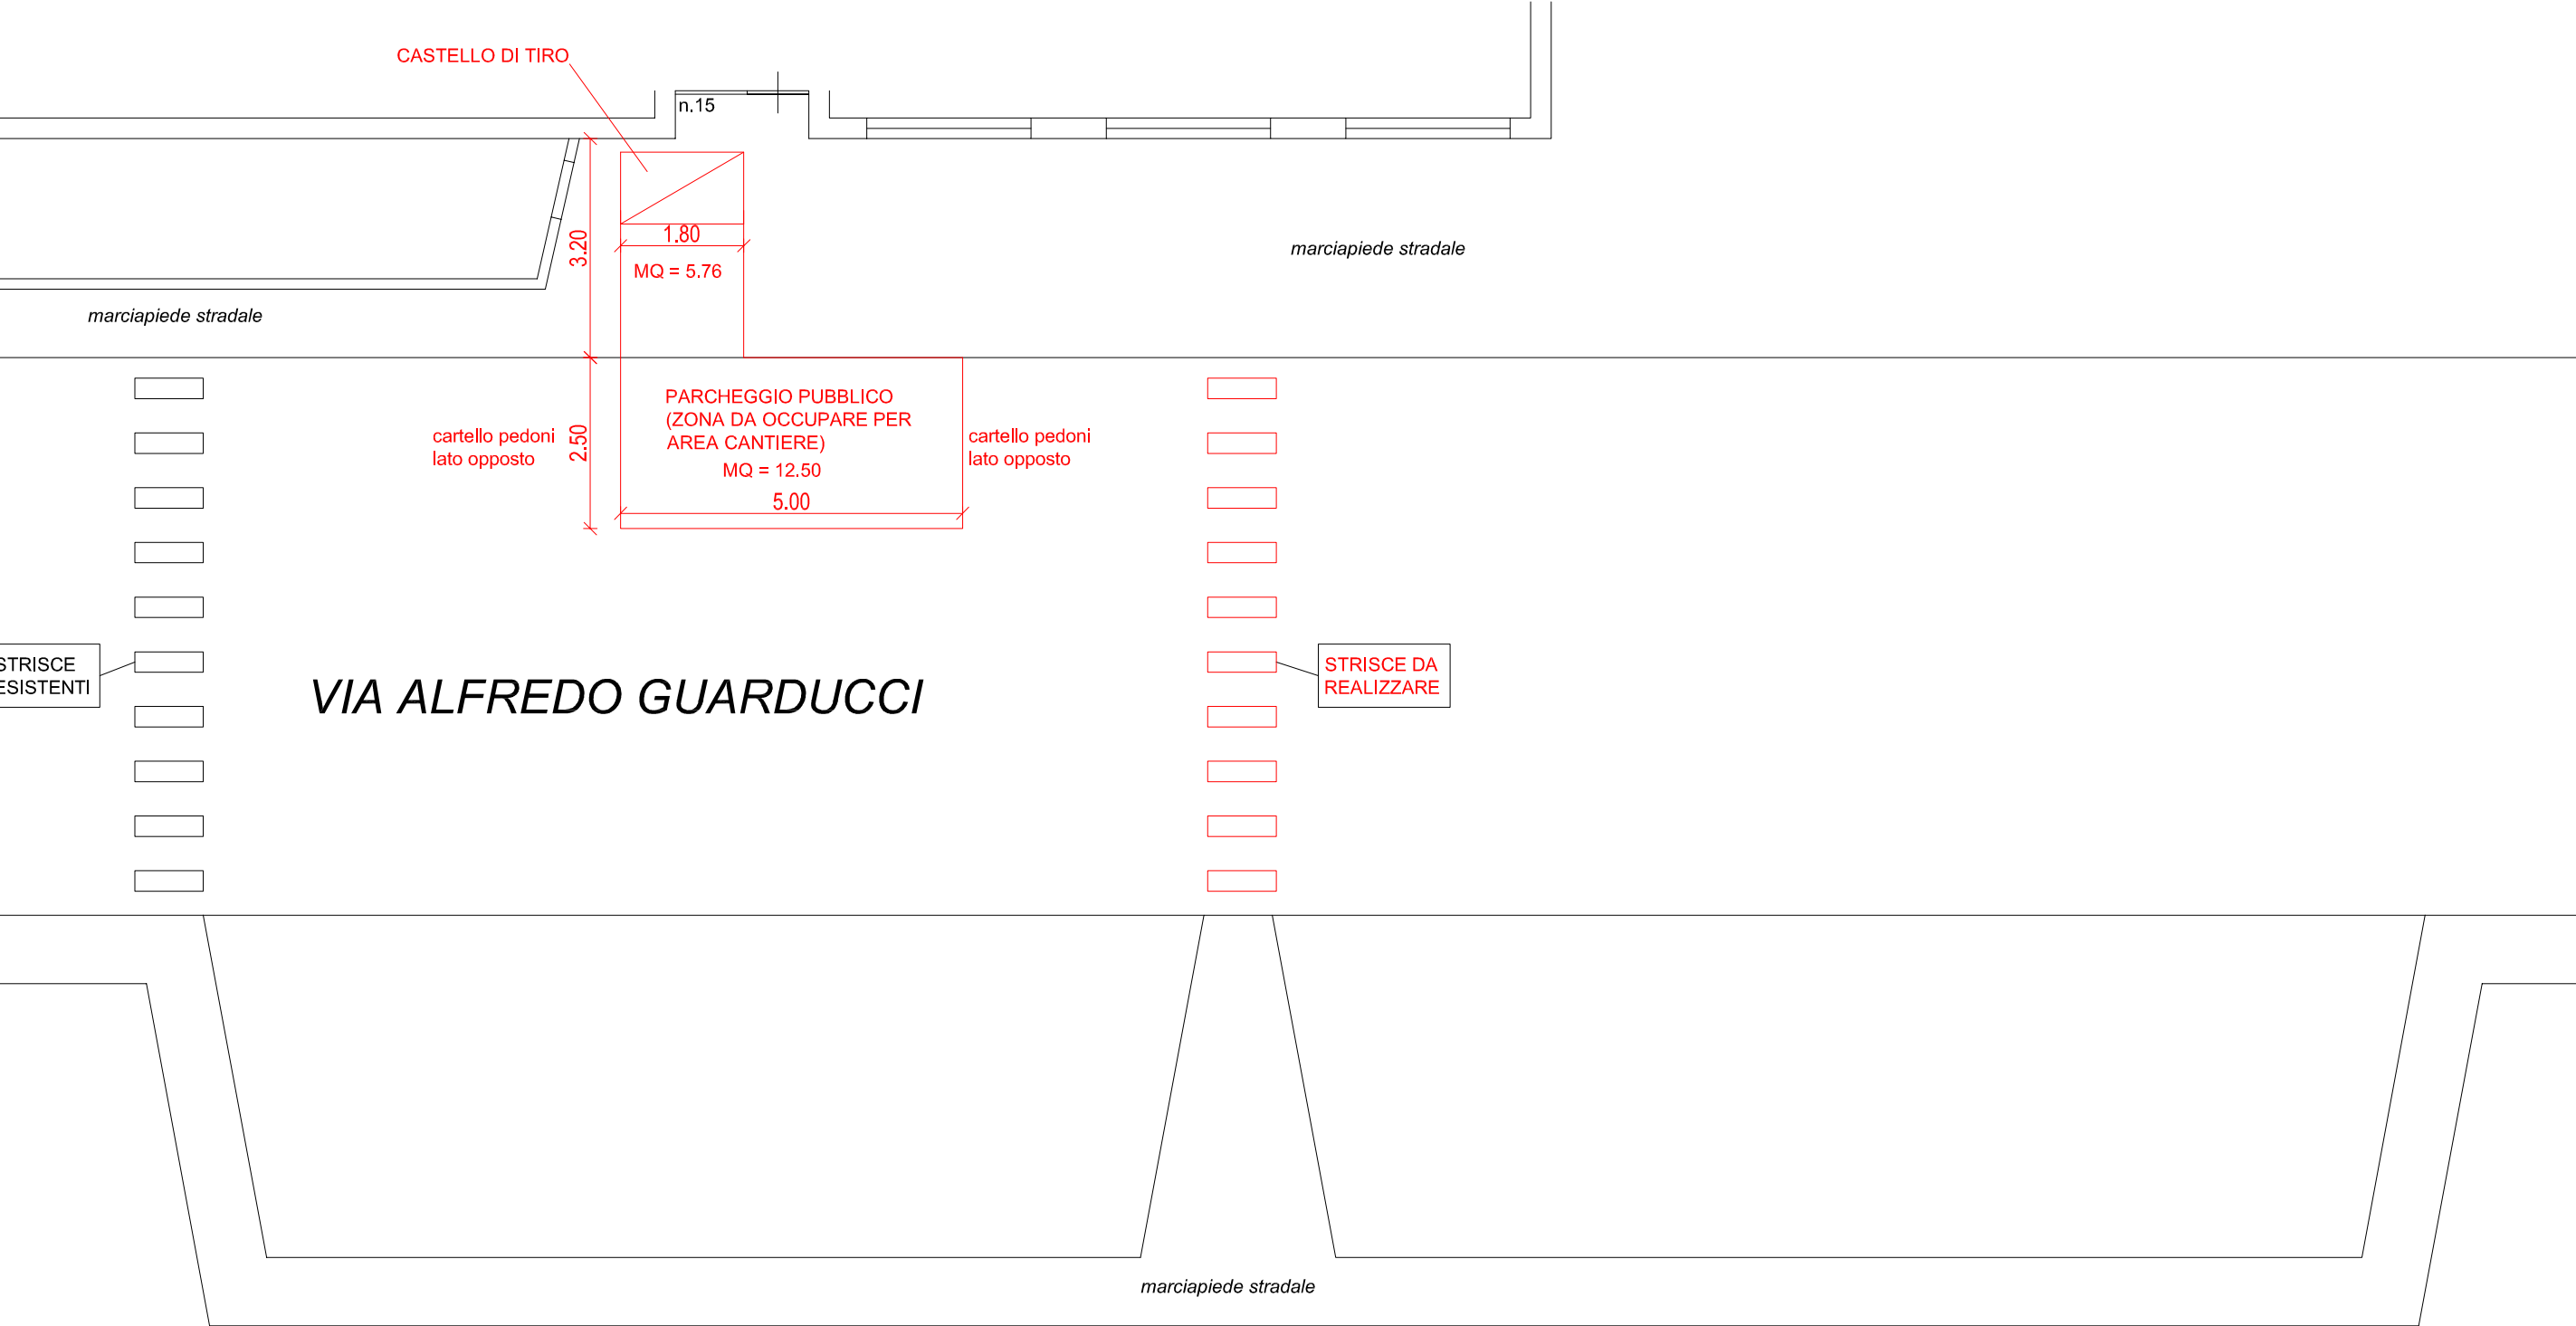 CASTELLO DI TIRO
n.15
3.20
1.80
MQ = 5.76
marciapiede stradale
marciapiede stradale
PARCHEGGIO PUBBLICO
(ZONA DA OCCUPARE PER
AREA CANTIERE)
MQ = 12.50
5.00
2.50
cartello pedoni
lato opposto
cartello pedoni
lato opposto
STRISCE
ESISTENTI
VIA ALFREDO GUARDUCCI
STRISCE DA
REALIZZARE
marciapiede stradale